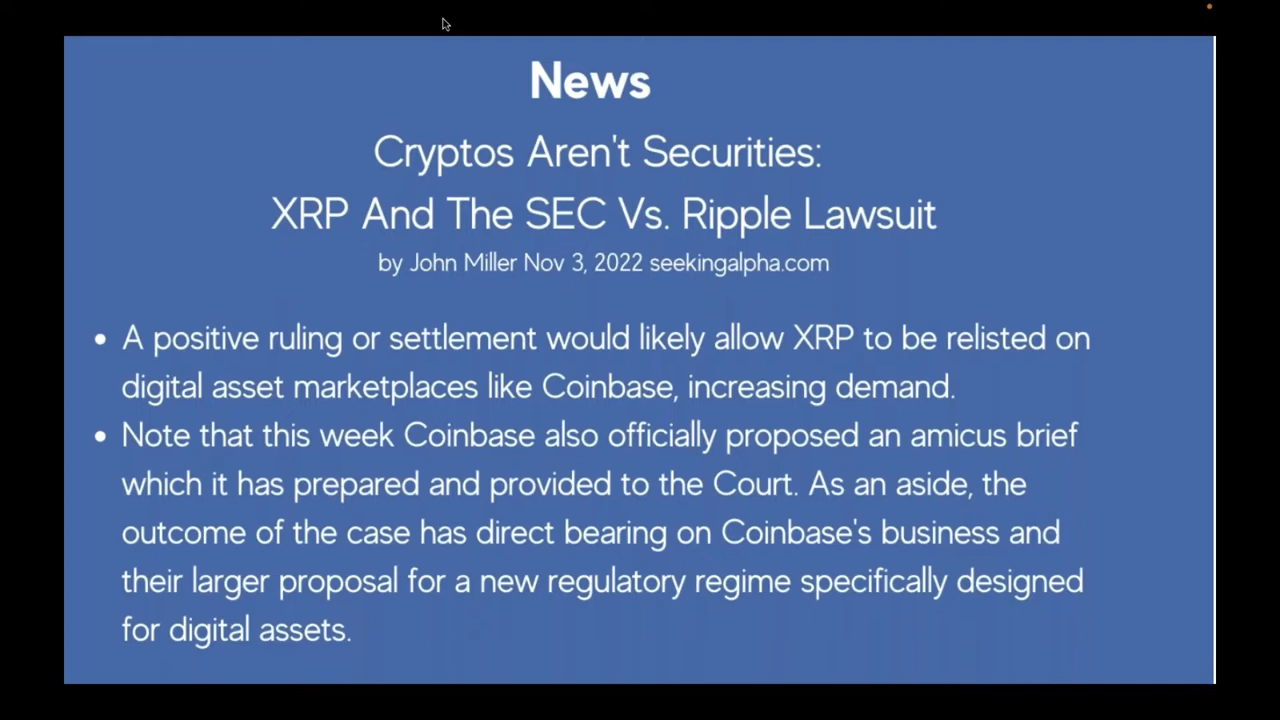 News
Cryptos Aren't Securities:
XRP And The SEC Vs. Ripple Lawsuit
by John Miller Nov 3, 2022 seekingalpha.com
• A positive ruling or settlement would likely allow XRP to be relisted on
digital asset marketplaces like Coinbase, increasing demand.
• Note that this week Coinbase also officially proposed an amicus brief
which it has prepared and provided to the Court. As an aside, the
outcome of the case has direct bearing on Coinbase's business and
their larger proposal for a new regulatory regime specifically designed
for digital assets.